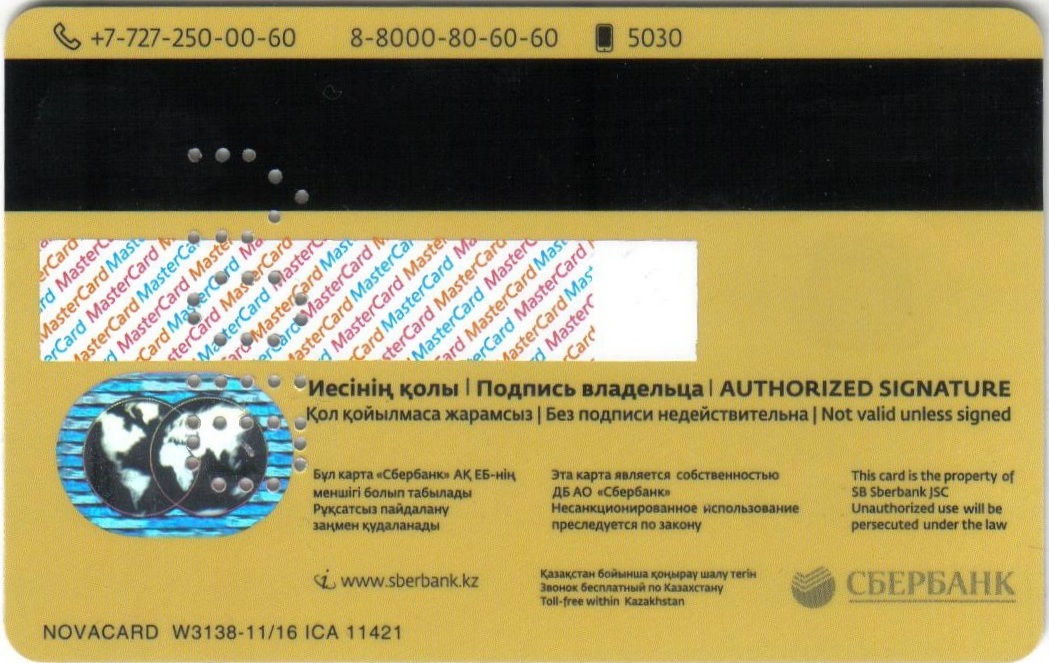 +7-727-250-00-60 8-8000-80-60-60 5030
MasterCard MasterCard MasterCard MasterCard
Иесінің қолы | Подпись владельца | AUTHORIZED SIGNATURE
Қол қойылмаса жарамсыз | Без подписи недействительна | Not valid unless signed
Бұл карта «Сбербанк» АҚ ЕБ-нің
меншігі болып табылады
Рұқсатсыз пайдалану
заңмен қудаланады
Эта карта является собственностью
ДБ АО «Сбербанк»
Несанкционированное использование
преследуется по закону
This card is the property of
SB Sberbank JSC
Unauthorized use will be
persecuted under the law
www.sberbank.kz
Қазақстан бойынша қоңырау шалу тегін
Звонок бесплатный по Казахстану
Toll-free within Kazakhstan
СБЕРБАНК
NOVACARD W3138-11/16 ICA 11421